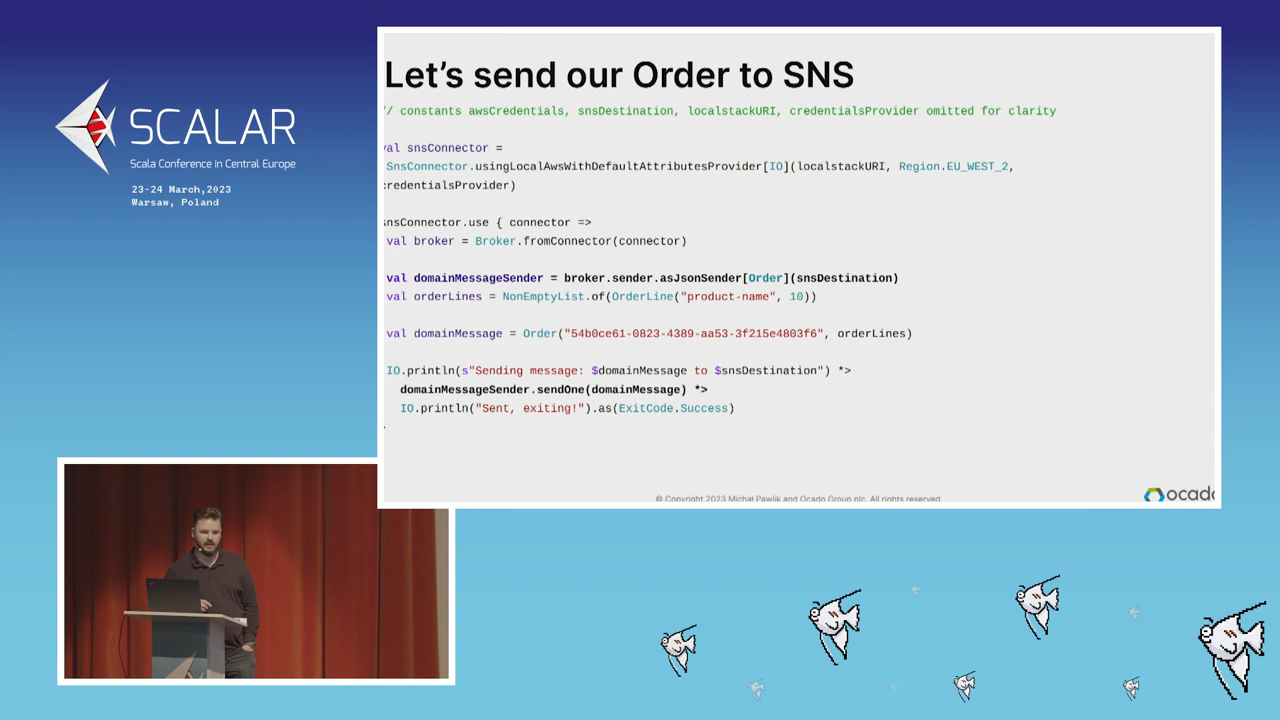 SCALAR
Scala Conference in Central Europe
23-24 March,2023
Warsaw, Poland
Let's send our Order to SNS
/ constants awsCredentials, snsDestination, localstackURI, credentialsProvider omitted for clarity
val snsConnector =
SnsConnector.usingLocalAwsWithDefaultAttributesProvider[IO](localstackURI, Region.EU_WEST_2,
credentialsProvider)
snsConnector.use { connector =>
val broker = Broker.fromConnector(connector)
val domainMessageSender = broker.sender.asJsonSender[Order](snsDestination)
val orderLines = NonEmptyList.of(OrderLine("product-name", 10))
val domainMessage = Order("54b0ce61-0823-4389-aa53-3f215e4803f6", orderLines)
IO.println(s"Sending message: $domainMessage to $snsDestination") *>
domainMessageSender.sendOne(domainMessage) *>
IO.println("Sent, exiting!").as(ExitCode.Success)
© Copyright 2023 Michał Pawlik and Ocado Group plc. All rights reserved.
ocado